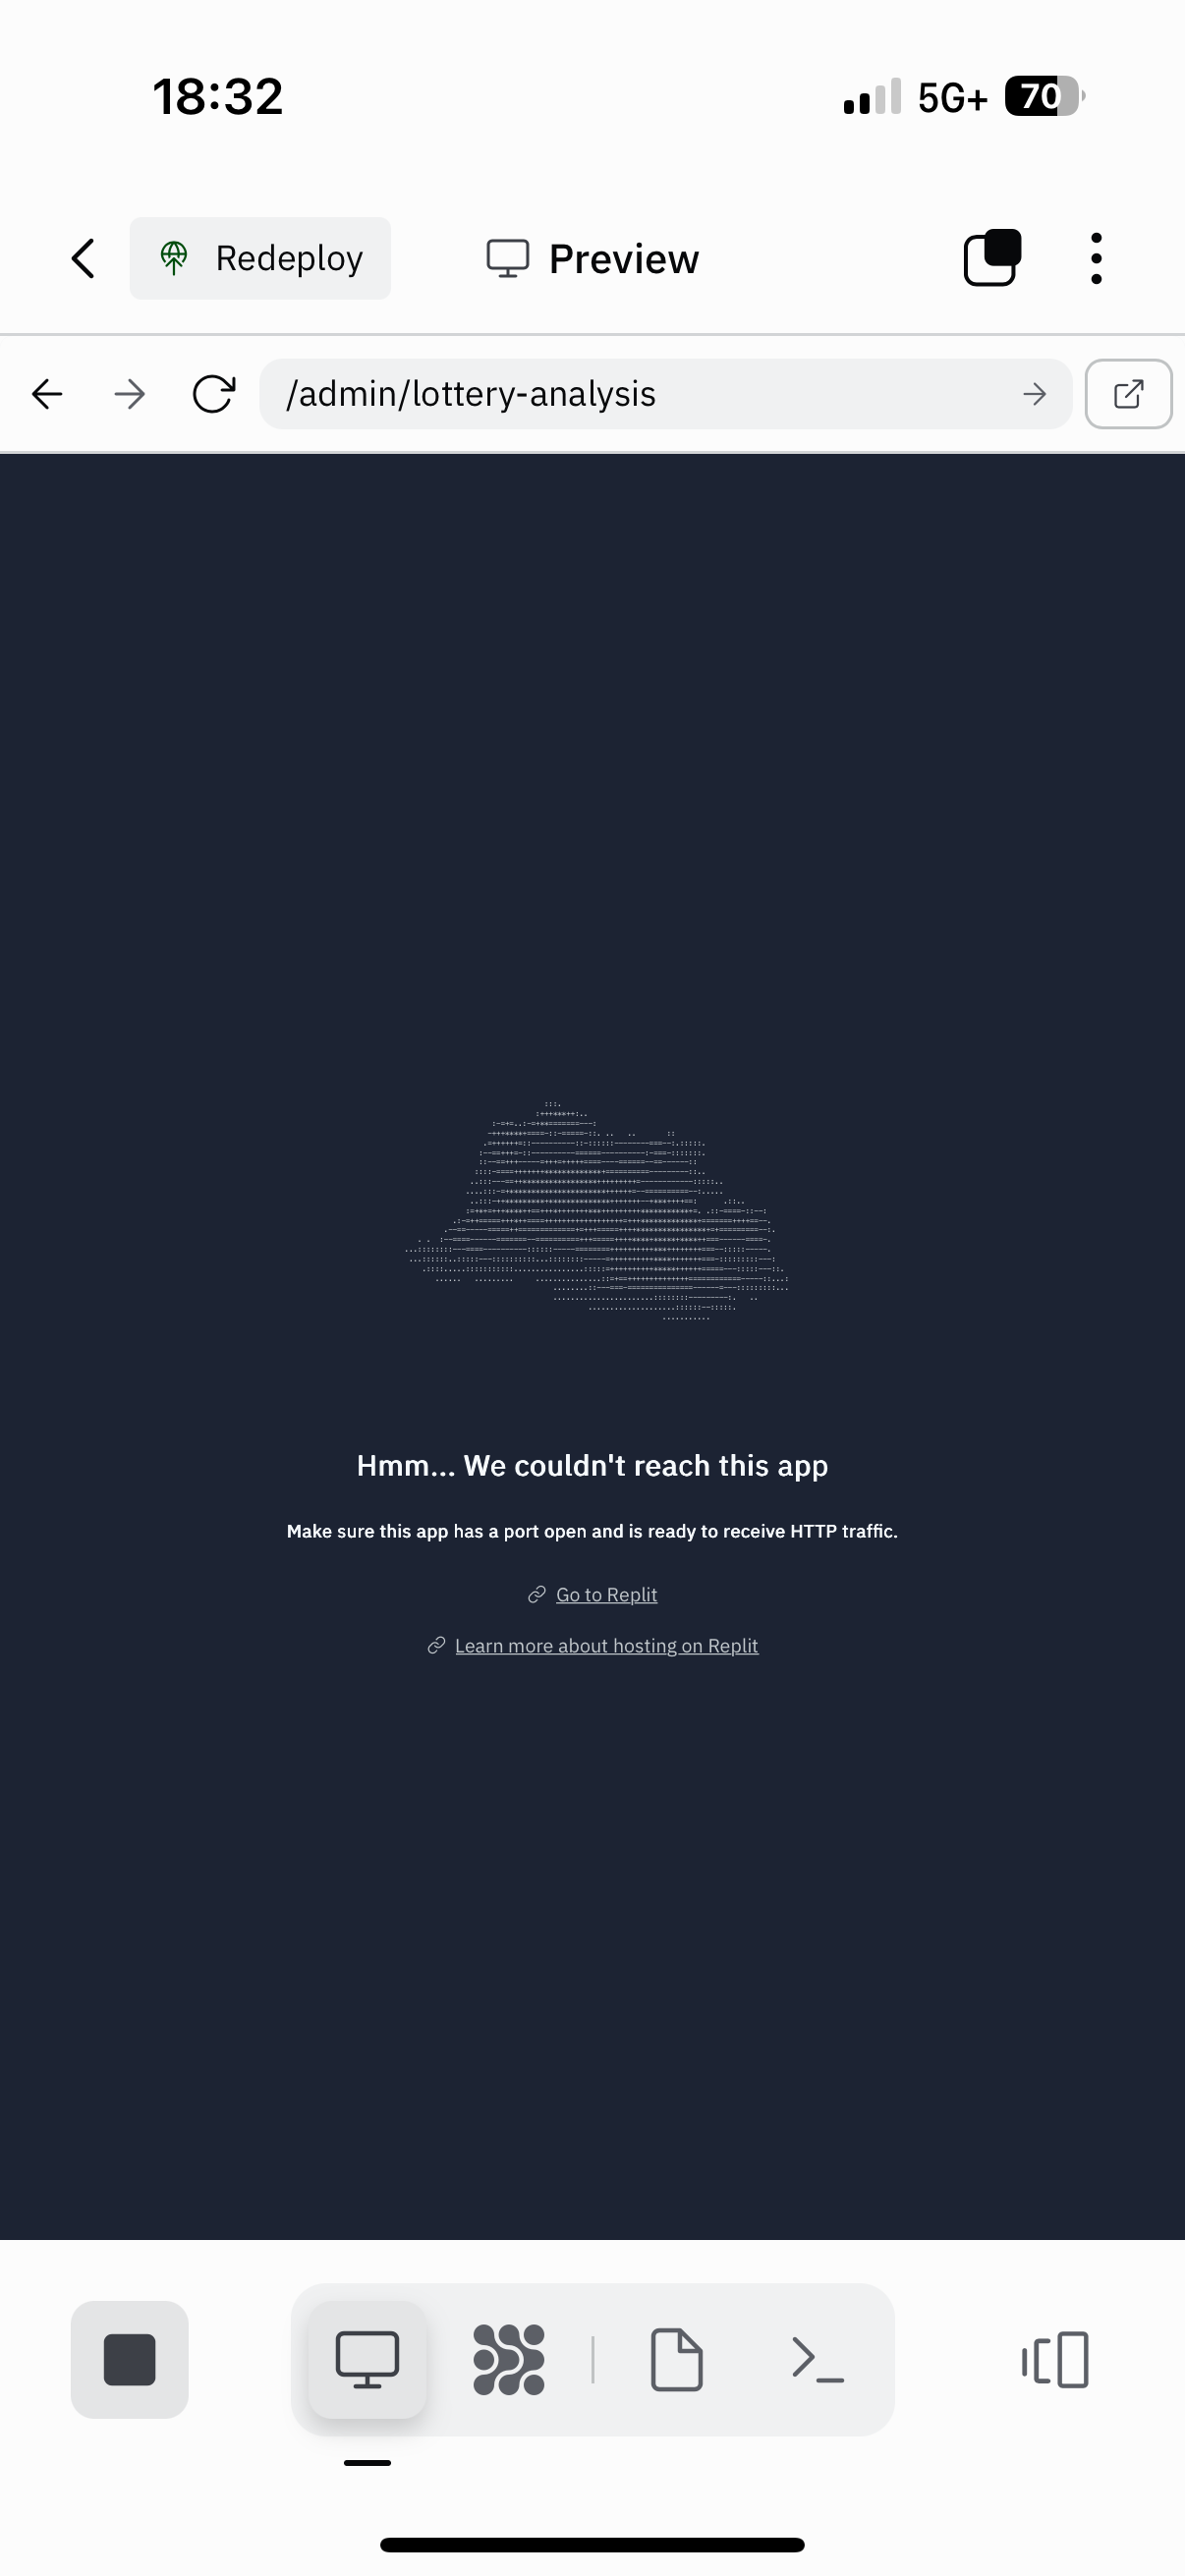 18:32
5G+
70
Redeploy
Preview
/admin/lottery-analysis
Hmm... We couldn't reach this app
Make sure this app has a port open and is ready to receive HTTP traffic.
Go to Replit
Learn more about hosting on Replit